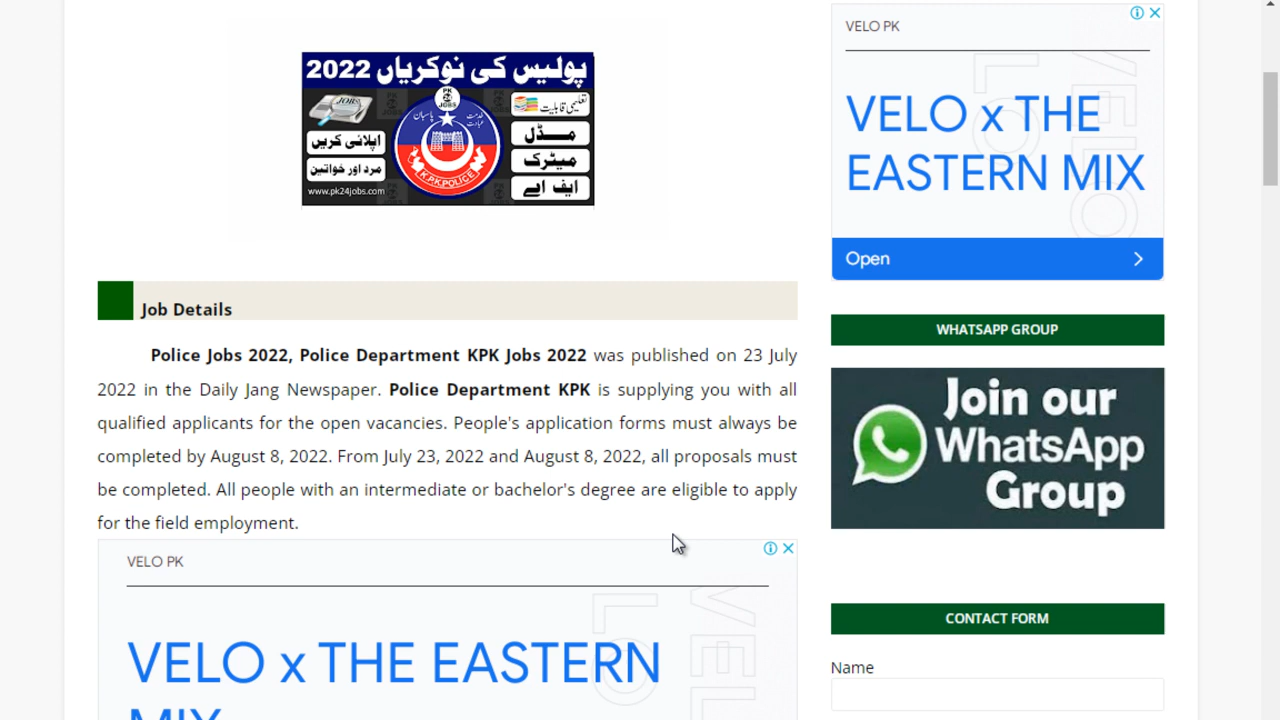 پولیس کی نوکریاں 2022
JOBS
PK
24
JOBS
تعلیمی قابلیت
اپلائی کریں
مڈل
مرد اور خواتین
میٹرک
K.P.K.POLICE
ایف اے
www.pk24jobs.com
Job Details
Police Jobs 2022, Police Department KPK Jobs 2022 was published on 23 July
2022 in the Daily Jang Newspaper. Police Department KPK is supplying you with all
qualified applicants for the open vacancies. People's application forms must always be
completed by August 8, 2022. From July 23, 2022 and August 8, 2022, all proposals must
be completed. All people with an intermediate or bachelor's degree are eligible to apply
for the field employment.
VELO PK
VELO x THE EASTERN
MIX
VELO PK
VELO x THE
EASTERN MIX
Open
WHATSAPP GROUP
Join our
WhatsApp
Group
CONTACT FORM
Name